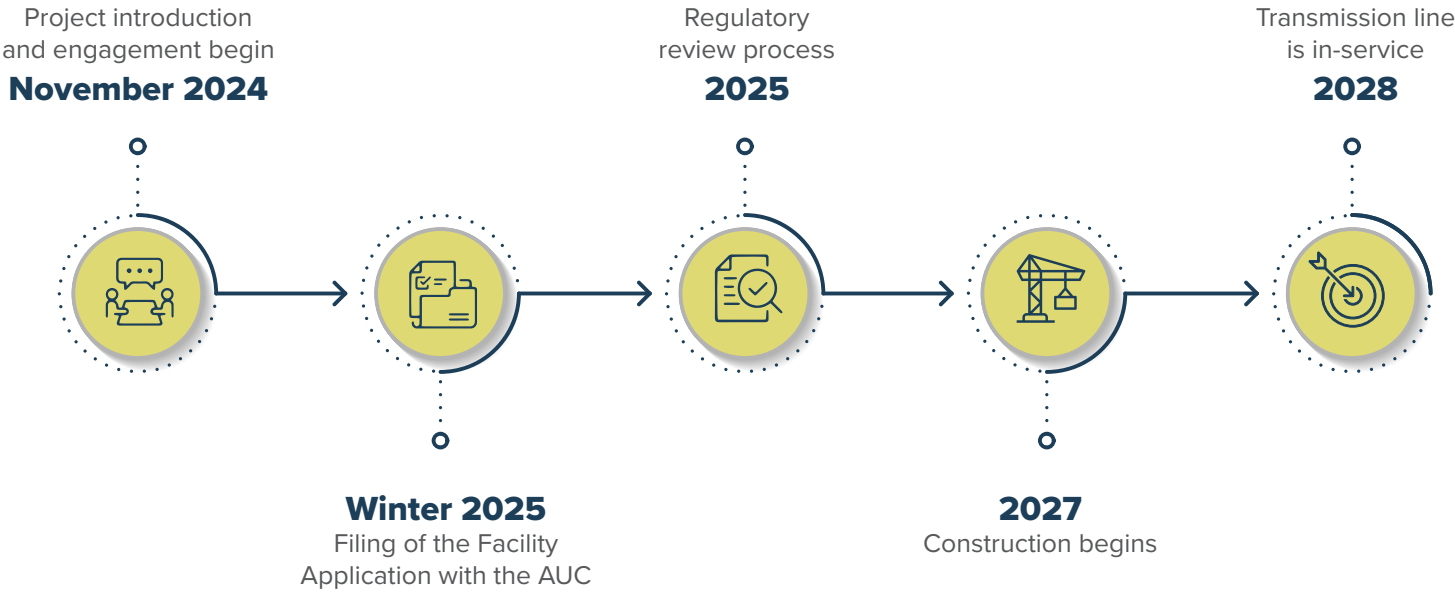 Project introduction
and engagement begin
November 2024
Winter 2025
Filing of the Facility
Application with the AUC
Regulatory
review process
2025
2027
Construction begins
Transmission line
is in-service
2028